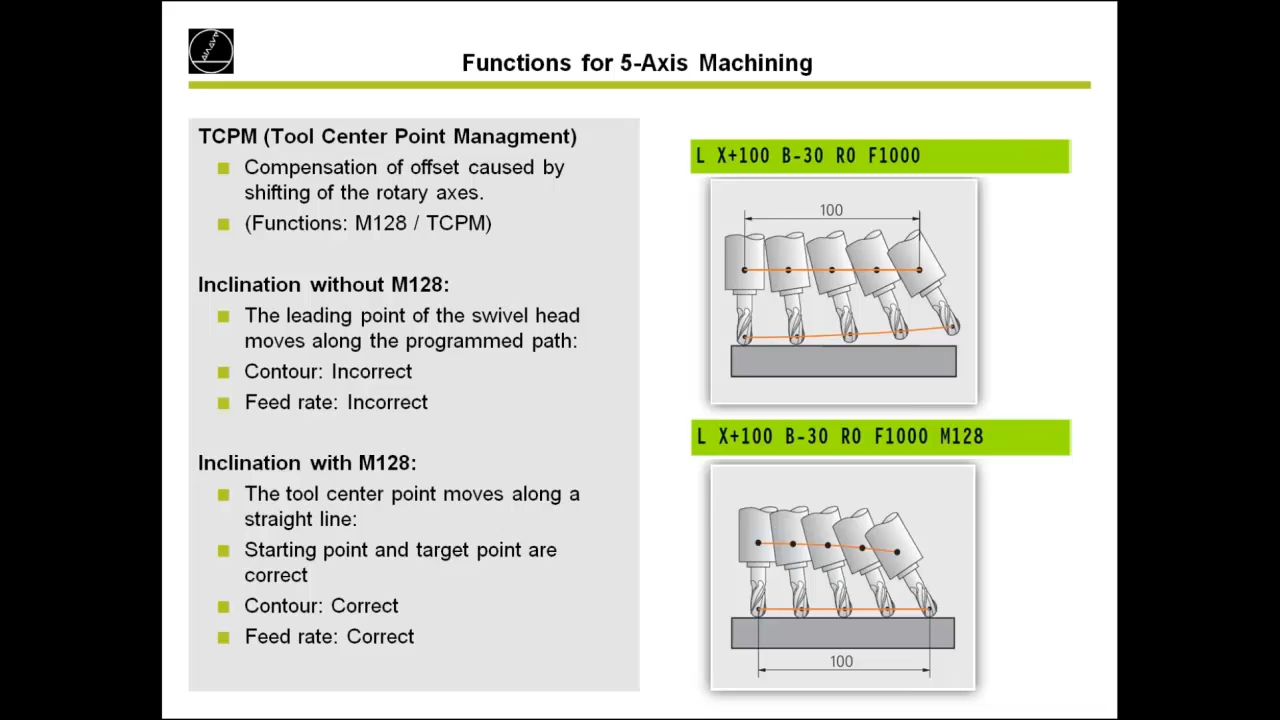 Functions for 5-Axis Machining
TCPM (Tool Center Point Managment)
Compensation of offset caused by
shifting of the rotary axes.
(Functions: M128 / TCPM)
Inclination without M128:
The leading point of the swivel head
moves along the programmed path:
Contour: Incorrect
Feed rate: Incorrect
Inclination with M128:
The tool center point moves along a
straight line:
Starting point and target point are
correct
Contour: Correct
Feed rate: Correct
L X+100 B-30 R0 F1000
100
L X+100 B-30 R0 F1000 M128
100